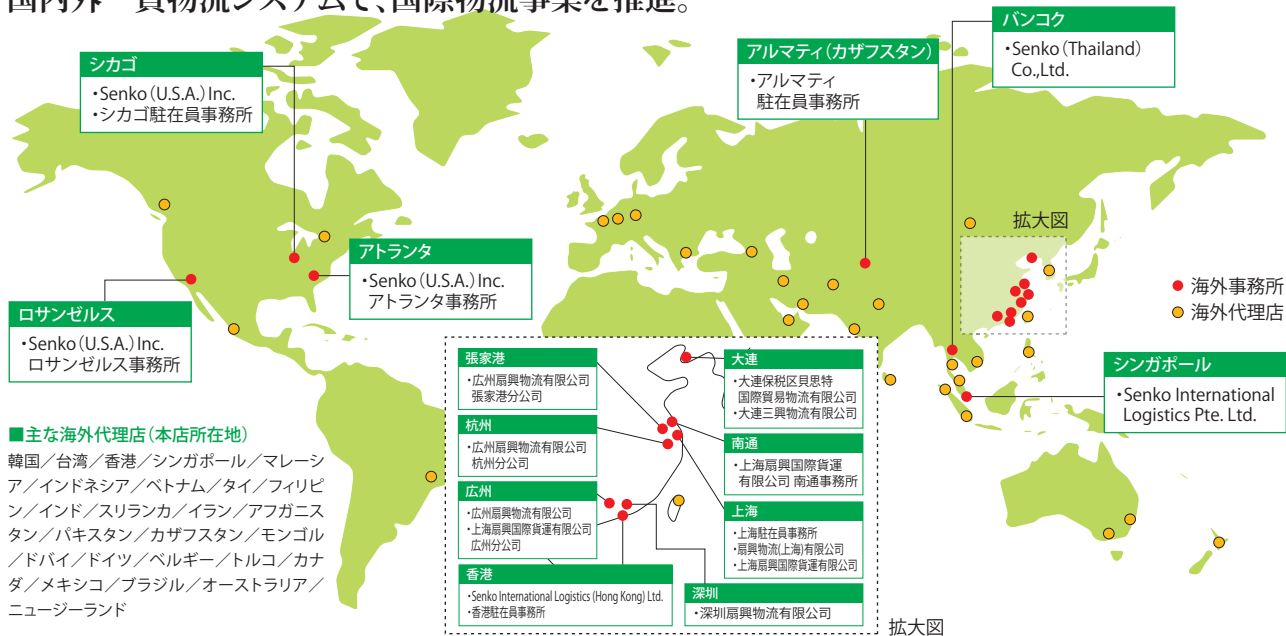 国内外一貫物流システムで、国際物流事業を推進。
シカゴ
・Senko(U.S.A.)Inc.
・シカゴ駐在員事務所
アルマティ(カザフスタン)
・アルマティ
駐在員事務所
バンコク
・Senko(Thailand)
Co.,Ltd.
アトランタ
・Senko(U.S.A.)Inc.
アトランタ事務所
ロサンゼルス
・Senko(U.S.A.)Inc.
ロサンゼルス事務所
拡大図
海外事務所
海外代理店
シンガポール
・Senko International
Logistics Pte. Ltd.
張家港
・広州扇興物流有限公司
張家港分公司
杭州
・広州扇興物流有限公司
杭州分公司
広州
・広州扇興物流有限公司
・上海扇興国際貨運有限公司
広州分公司
香港
・Senko International Logistics (Hong Kong) Ltd.
・香港駐在員事務所
大連
・大連保税区貝思特
国際貿易物流有限公司
・大連三興物流有限公司
南通
・上海扇興国際貨運
有限公司 南通事務所
上海
・上海駐在員事務所
・扇興物流(上海)有限公司
・上海扇興国際貨運有限公司
深圳
・深圳扇興物流有限公司
拡大図
■主な海外代理店(本店所在地)
韓国／台湾／香港／シンガポール／マレーシ
ア／インドネシア／ベトナム／タイ／フィリピ
ン／インド／スリランカ／イラン／アフガニス
タン／パキスタン／カザフスタン／モンゴル
／ドバイ／ドイツ／ベルギー／トルコ／カナ
ダ／メキシコ／ブラジル／オーストラリア／
ニュージーランド